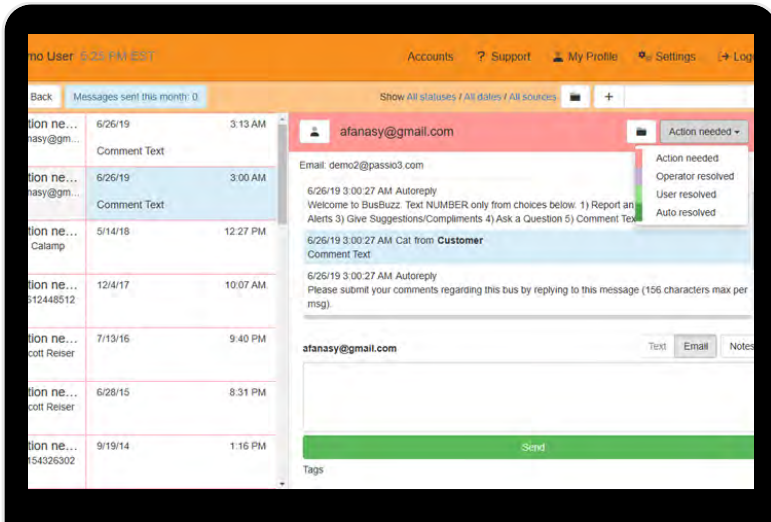 mo User 5:25 PM EST
Accounts ? Support My Profile Settings Logo
Back Messages sent this month: 0
Show All statuses / All dates / All sources +
tion ne... 6/26/19 3:13 AM
nasy@gm...
Comment Text
tion ne... 6/26/19 3:00 AM
nasy@gm...
Comment Text
tion ne... 5/14/18 12:27 PM
Calamp
tion ne... 12/4/17 10:07 AM
612448512
tion ne... 7/13/16 9:40 PM
cott Reiser
tion ne... 6/28/15 8:31 PM
cott Reiser
tion ne... 9/19/14 1:16 PM
154326302
afanasy@gmail.com Action needed
Action needed
Operator resolved
User resolved
Auto resolved
Email: demo2@passio3.com
6/26/19 3:00:27 AM Autoreply
Welcome to BusBuzz. Text NUMBER only from choices below. 1) Report an
Alerts 3) Give Suggestions/Compliments 4) Ask a Question 5) Comment Tex
6/26/19 3:00:27 AM Cat from Customer
Comment Text
6/26/19 3:00:27 AM Autoreply
Please submit your comments regarding this bus by replying to this message (156 characters max per
msg).
afanasy@gmail.com Text Email Notes
Send
Tags